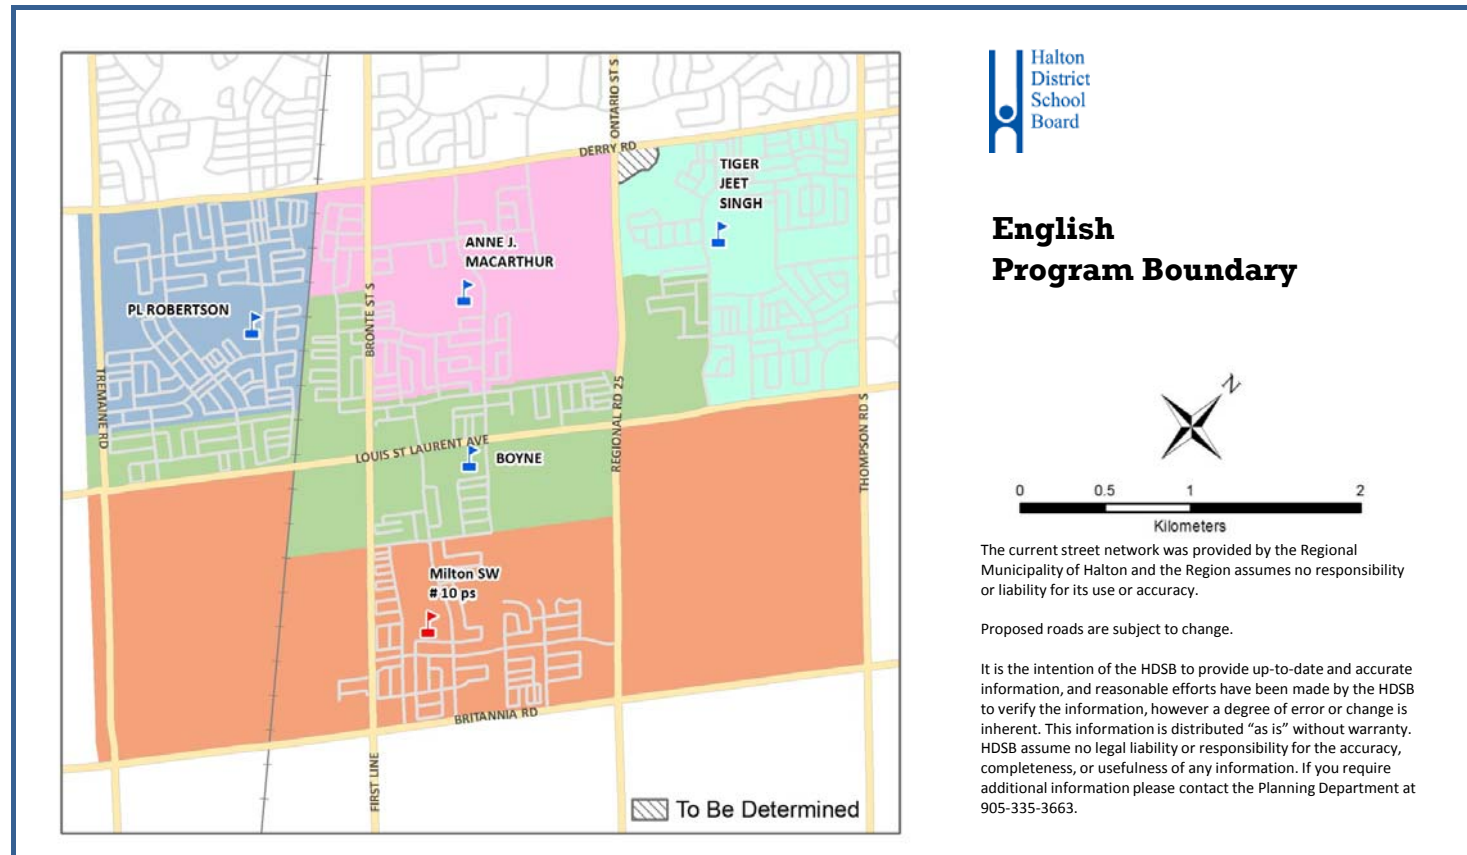 ONTARIO ST S
DERRY RD
TIGER
JEET
SINGH
ANNE J.
MACARTHUR
PL ROBERTSON
BRONTE ST S
TREMAINE RD
REGIONAL RD 25
THOMPSON RD S
LOUIS ST LAURENT AVE
BOYNE
Milton SW
# 10 ps
BRITANNIA RD
FIRST LINE
To Be Determined
Halton
District
School
Board
English
Program Boundary
N
0 0.5 1 2
Kilometers
The current street network was provided by the Regional
Municipality of Halton and the Region assumes no responsibility
or liability for its use or accuracy.
Proposed roads are subject to change.
It is the intention of the HDSB to provide up-to-date and accurate
information, and reasonable efforts have been made by the HDSB
to verify the information, however a degree of error or change is
inherent. This information is distributed “as is” without warranty.
HDSB assume no legal liability or responsibility for the accuracy,
completeness, or usefulness of any information. If you require
additional information please contact the Planning Department at
905-335-3663.